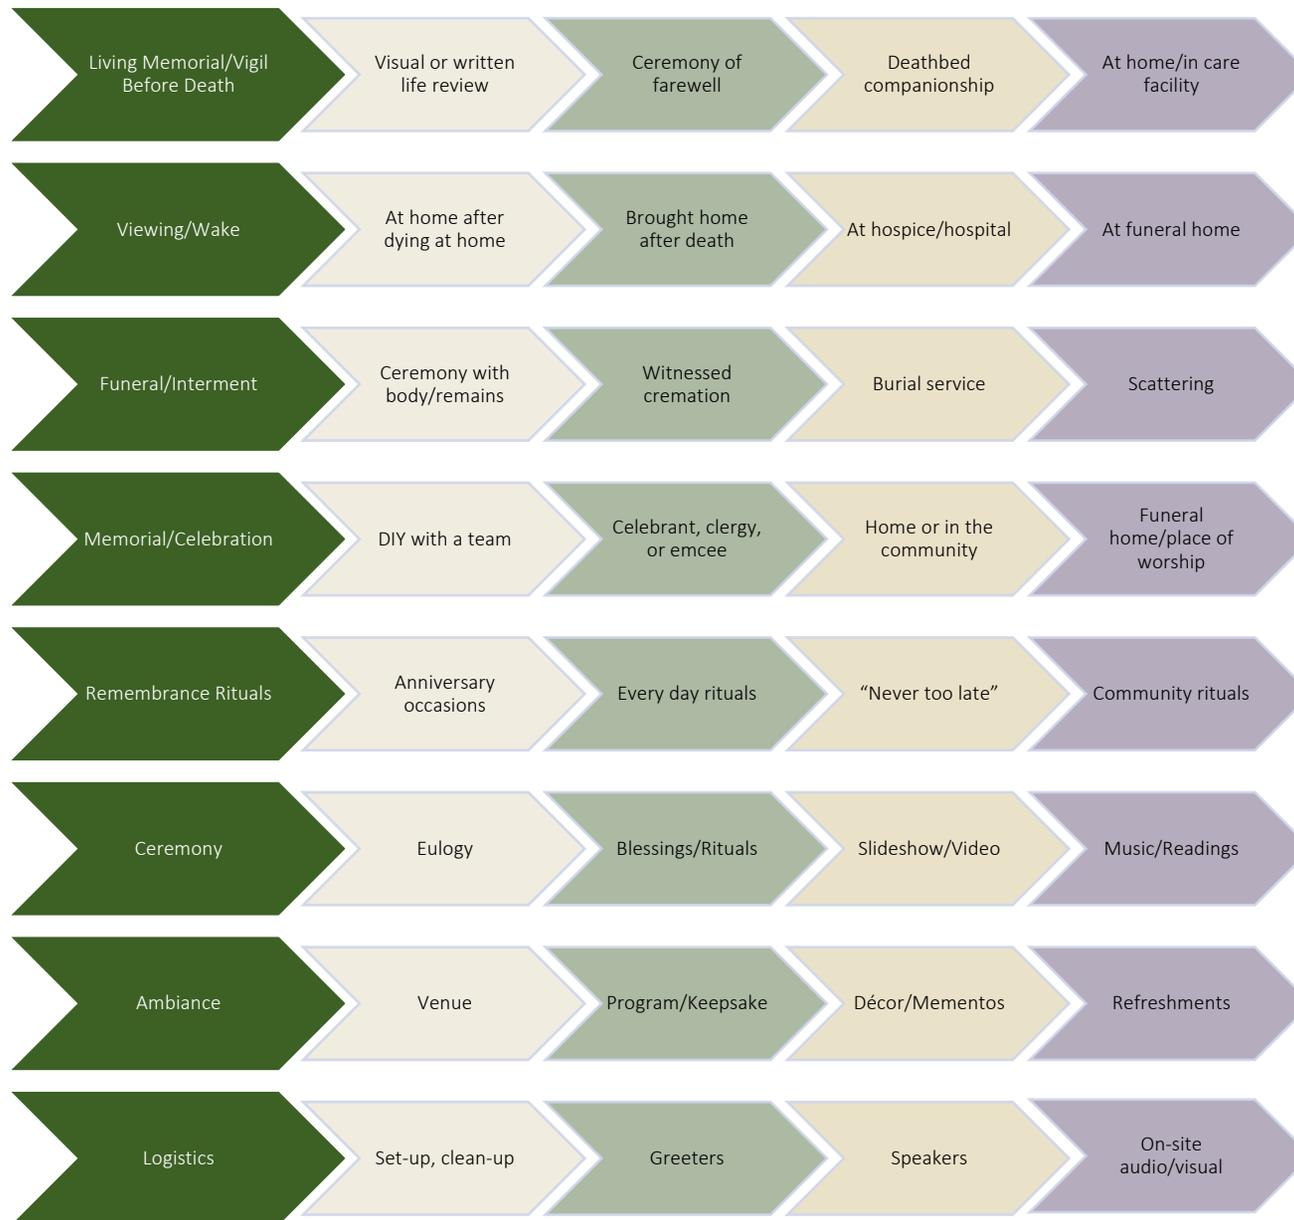 Living Memorial/Vigil
Before Death
Visual or written
life review
Ceremony of
farewell
Deathbed
companionship
At home/in care
facility
Viewing/Wake
At home after
dying at home
Brought home
after death
At hospice/hospital
At funeral home
Funeral/Interment
Ceremony with
body/remains
Witnessed
cremation
Burial service
Scattering
Memorial/Celebration
DIY with a team
Celebrant, clergy,
or emcee
Home or in the
community
Funeral
home/place of
worship
Remembrance Rituals
Anniversary
occasions
Every day rituals
“Never too late”
Community rituals
Ceremony
Eulogy
Blessings/Rituals
Slideshow/Video
Music/Readings
Ambiance
Venue
Program/Keepsake
Décor/Mementos
Refreshments
Logistics
Set-up, clean-up
Greeters
Speakers
On-site
audio/visual